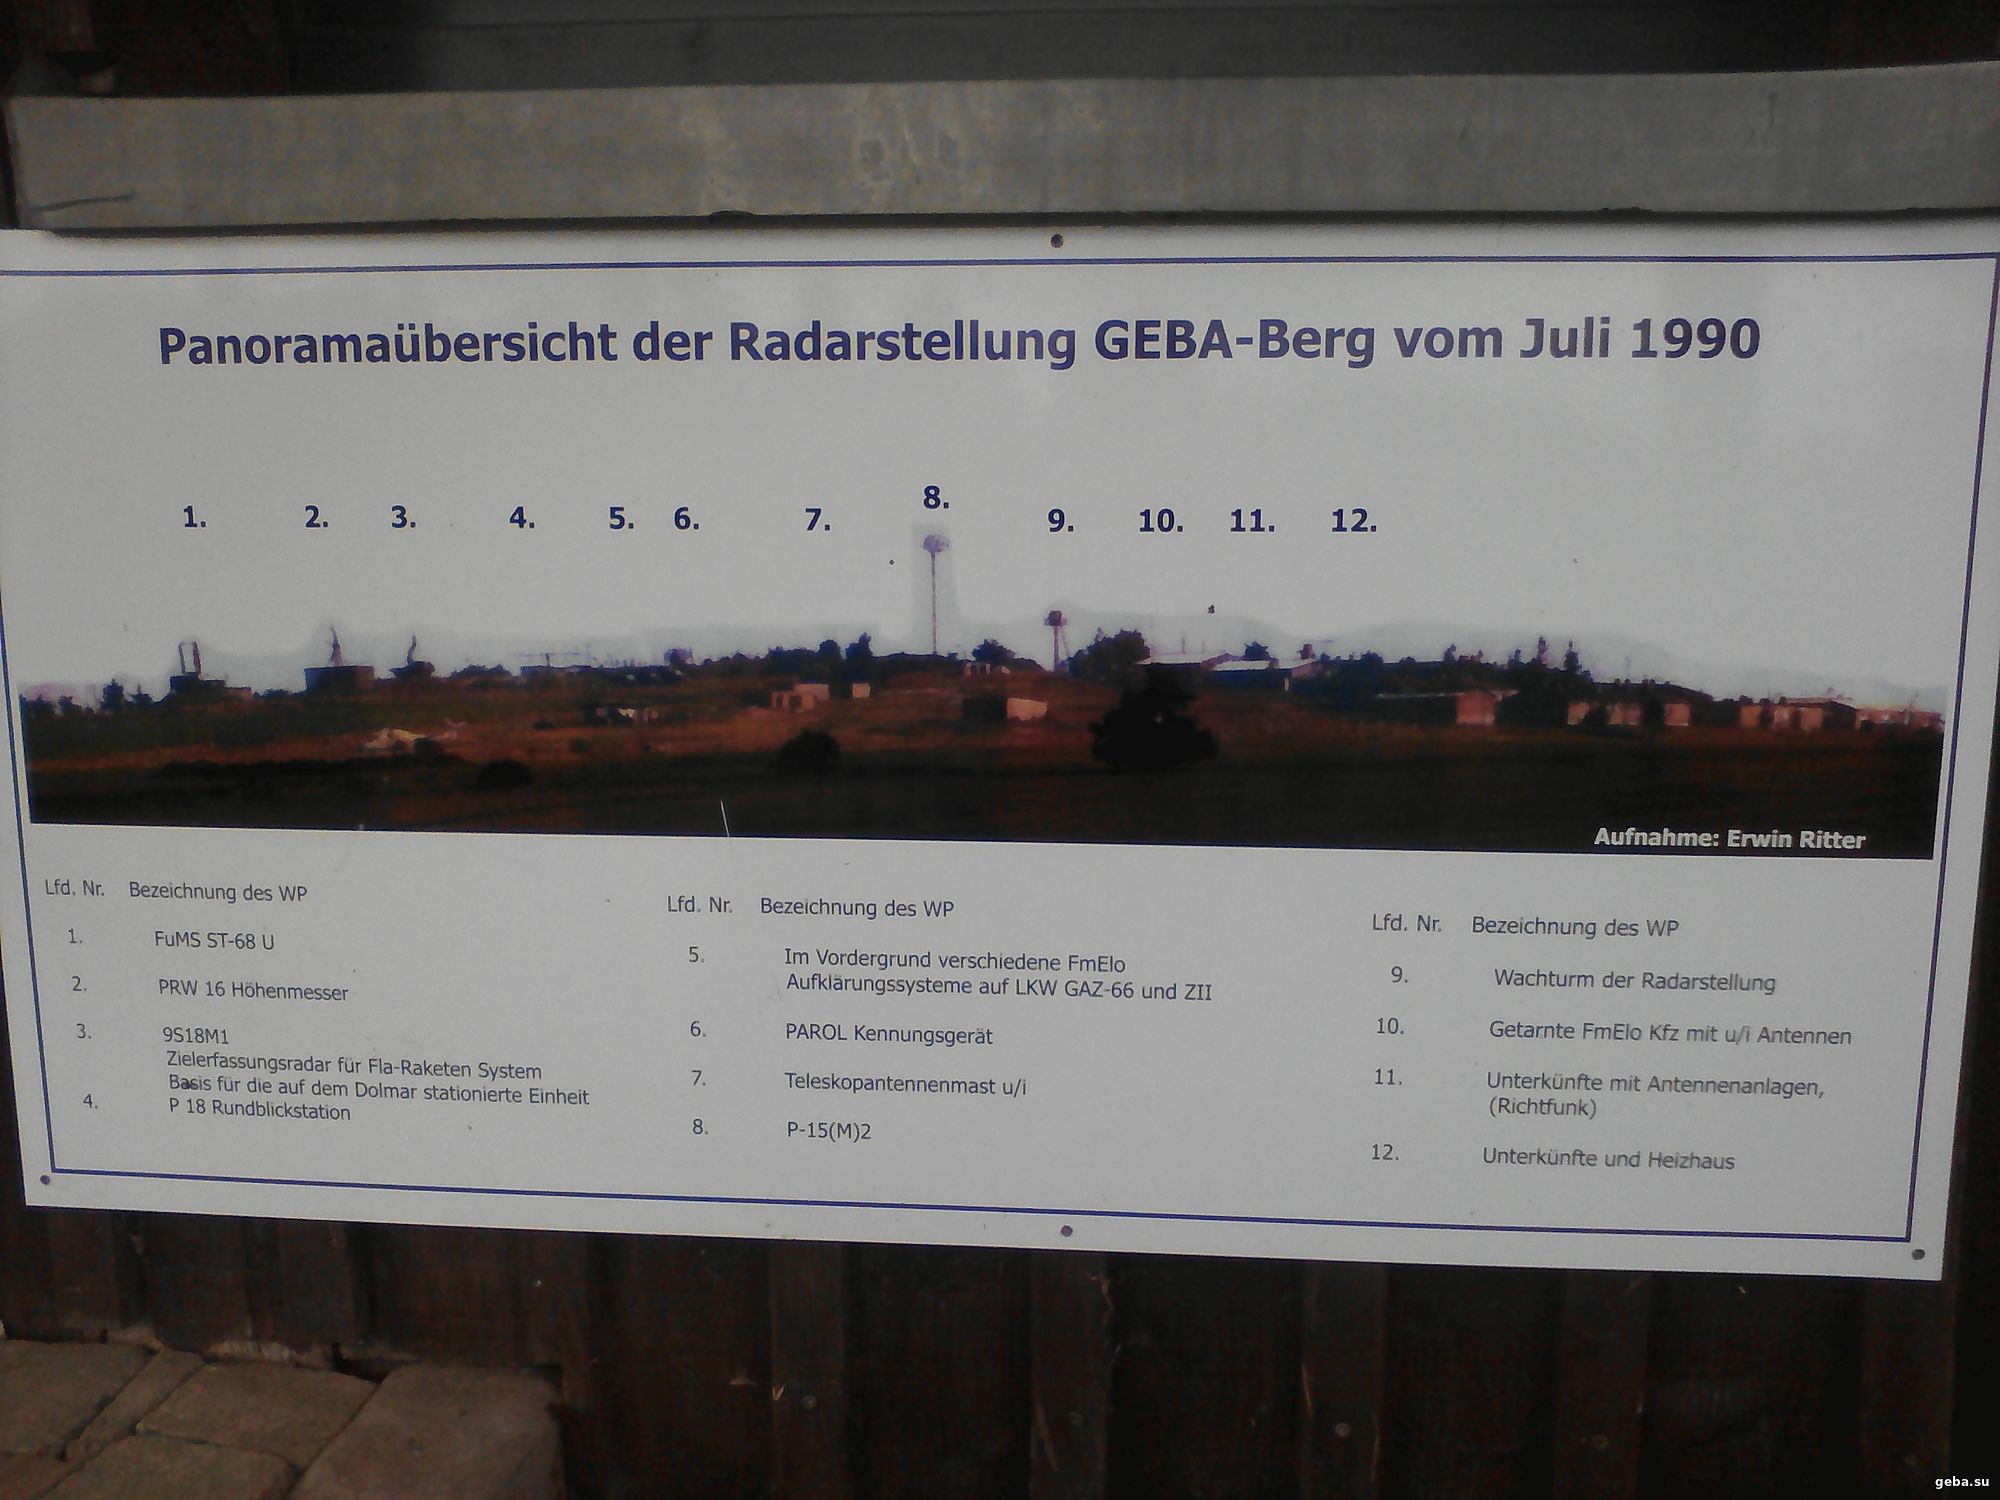 Panoramaübersicht der Radarstellung GEBA-Berg vom Juli 1990
1. 2. 3. 4. 5. 6. 7. 8. 9. 10. 11. 12.
Aufnahme: Erwin Ritter
Lfd. Nr. Bezeichnung des WP
1. FuMS ST-68 U
2. PRW 16 Höhenmesser
3. 9S18M1
Zielerfassungsradar für Fla-Raketen System
Basis für die auf dem Dolmar stationierte Einheit
4. P 18 Rundblickstation
Lfd. Nr. Bezeichnung des WP
5. Im Vordergrund verschiedene FmElo
Aufklärungssysteme auf LKW GAZ-66 und ZII
6. PAROL Kennungsgerät
7. Teleskopantennenmast u/i
8. P-15(M)2
Lfd. Nr. Bezeichnung des WP
9. Wachturm der Radarstellung
10. Getarnte FmElo Kfz mit u/i Antennen
11. Unterkünfte mit Antennenanlagen,
(Richtfunk)
12. Unterkünfte und Heizhaus
geba.su